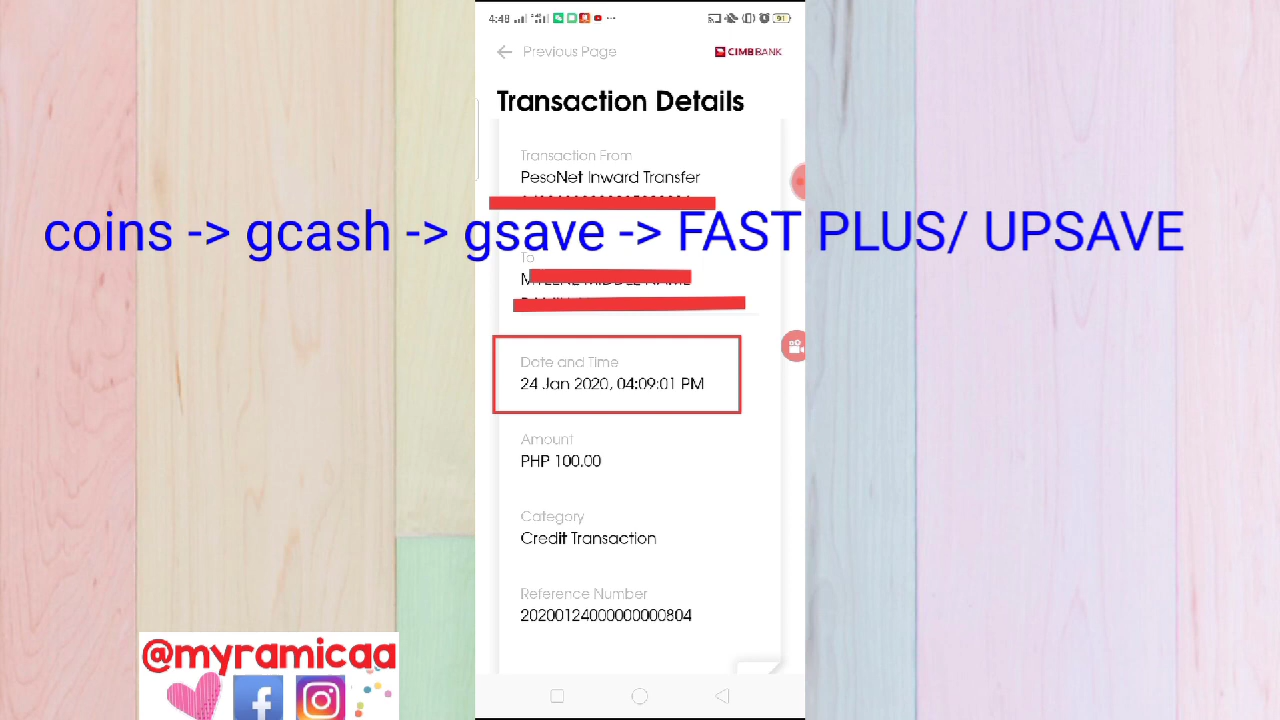 4:48
91
Previous Page
CIMB BANK
Transaction Details
Transaction From
PesoNet Inward Transfer
coins -> gcash -> gsave -> FAST PLUS/ UPSAVE
To
Date and Time
24 Jan 2020, 04:09:01 PM
Amount
PHP 100.00
Category
Credit Transaction
Reference Number
20200124000000000804
@myramicaa